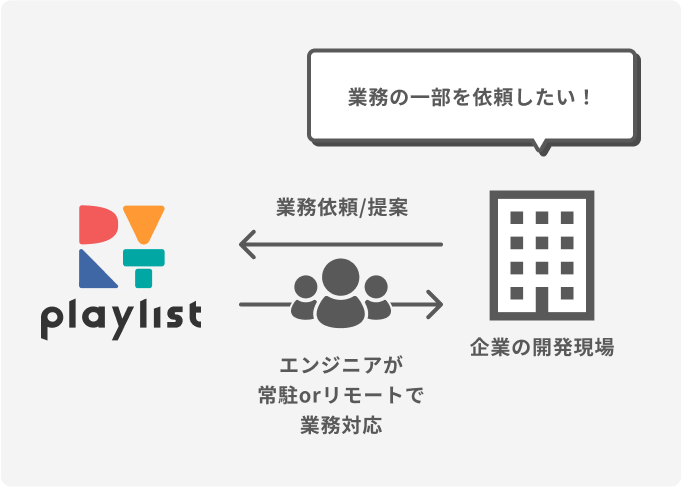 業務の一部を依頼したい！
業務依頼/提案
playlist
エンジニアが
常駐orリモートで
業務対応
企業の開発現場